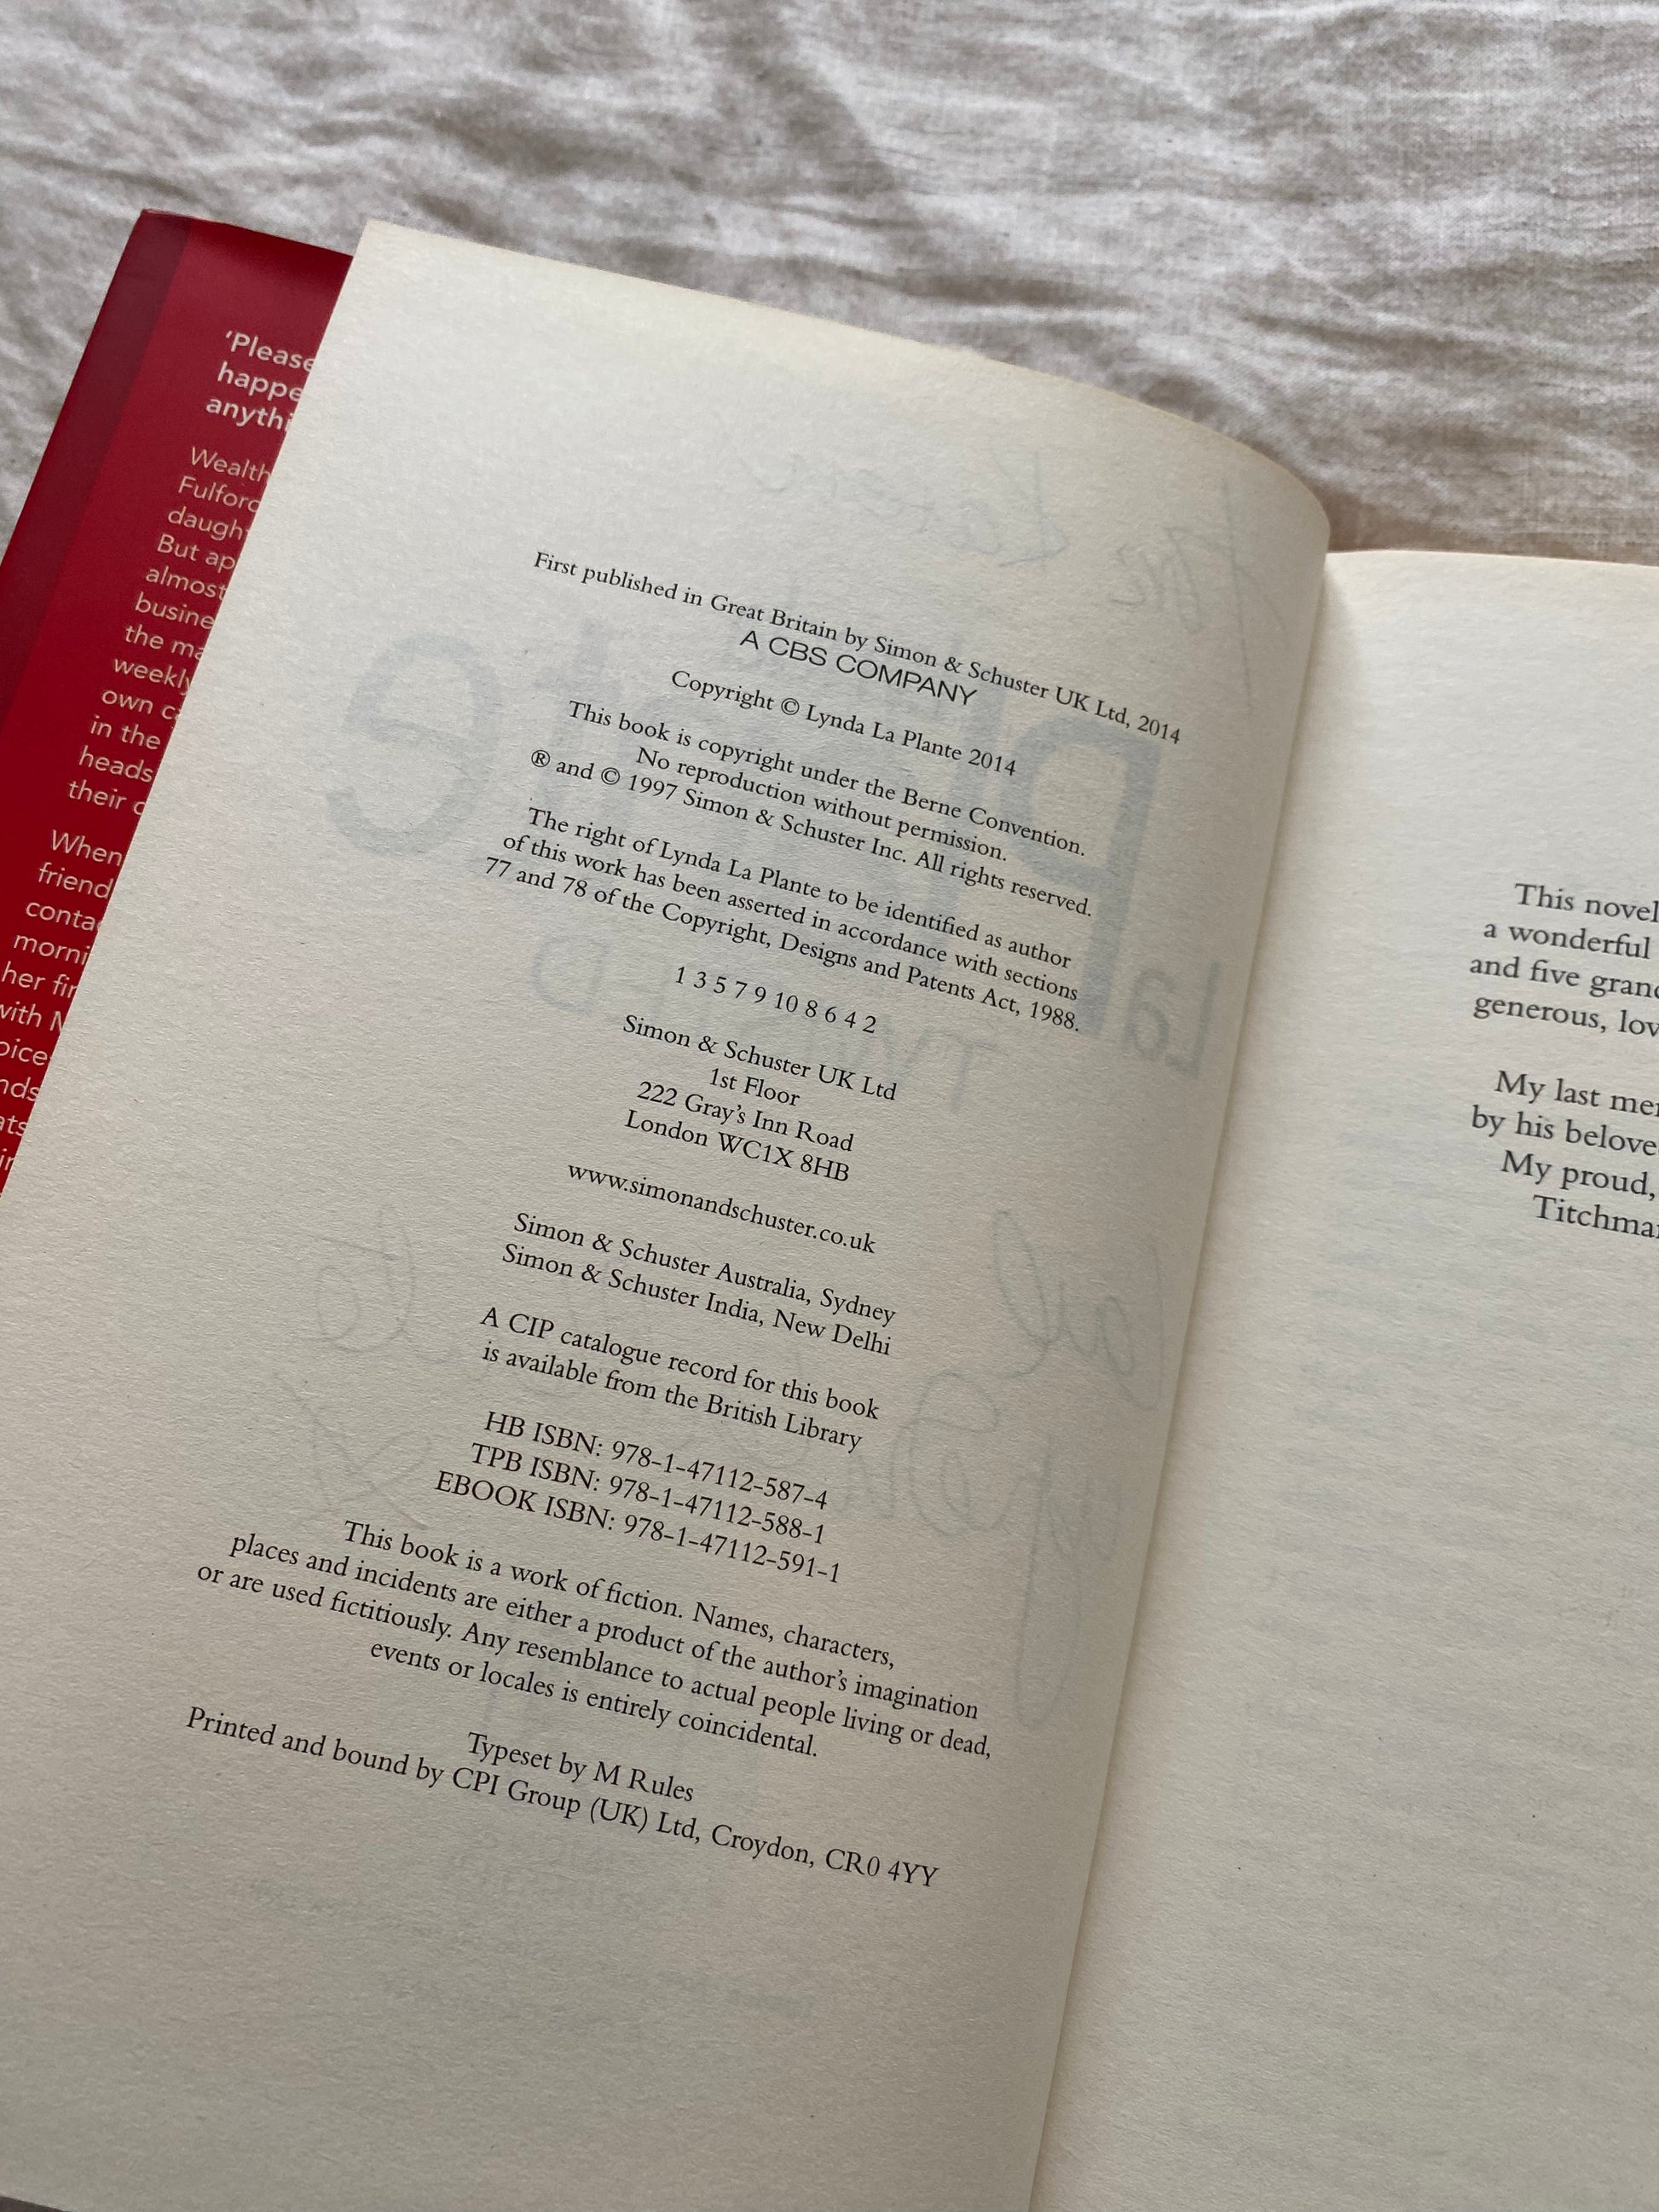 'Please
happe
anythi
Wealth
Fulford
daugh
But ap
almost
busine
the ma
weekly
own c
in the
heads
their c
When
friend
conta
morni
her fir
with
oice
nds
ats
First published in Great Britain by Simon & Schuster UK Ltd, 2014
A CBS COMPANY
Copyright © Lynda La Plante 2014
This book is copyright under the Berne Convention.
No reproduction without permission.
® and © 1997 Simon & Schuster Inc. All rights reserved.
The right of Lynda La Plante to be identified as author
of this work has been asserted in accordance with sections
77 and 78 of the Copyright, Designs and Patents Act, 1988.
1 3 5 7 9 10 8 6 4 2
Simon & Schuster UK Ltd
1st Floor
222 Gray's Inn Road
London WC1X 8HB
www.simonandschuster.co.uk
Simon & Schuster Australia, Sydney
Simon & Schuster India, New Delhi
A CIP catalogue record for this book
is available from the British Library
HB ISBN: 978-1-47112-587-4
TPB ISBN: 978-1-47112-588-1
EBOOK ISBN: 978-1-47112-591-1
This book is a work of fiction. Names, characters,
places and incidents are either a product of the author's imagination
or are used fictitiously. Any resemblance to actual people living or dead,
events or locales is entirely coincidental.
Typeset by M Rules
Printed and bound by CPI Group (UK) Ltd, Croydon, CR0 4YY
This novel
a wonderful
and five grand
generous, lov
My last mem
by his belove
My proud,
Titchmar